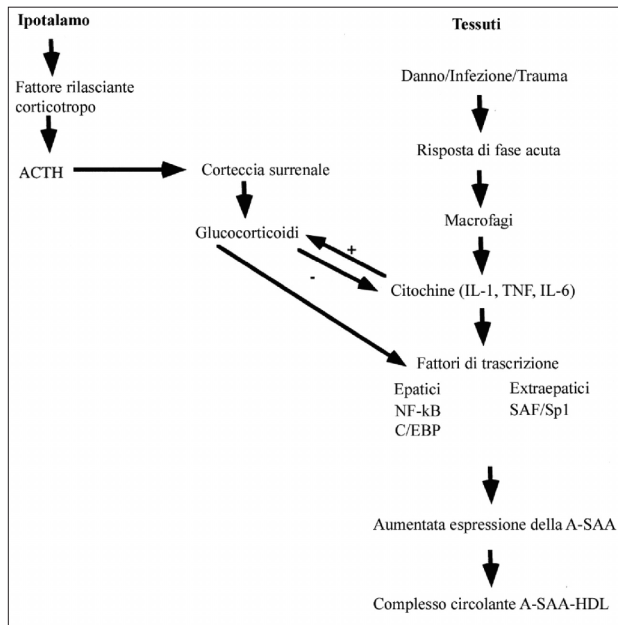 Ipotalamo
Fattore rilasciante
corticotropo
ACTH
Corteccia surrenale
Glucocorticoidi
+
-
Tessuti
Danno/Infezione/Trauma
Risposta di fase acuta
Macrofagi
Citochine (IL-1, TNF, IL-6)
Fattori di trascrizione
Epatici
NF-kB
C/EBP
Extraepatici
SAF/Sp1
Aumentata espressione della A-SAA
Complesso circolante A-SAA-HDL